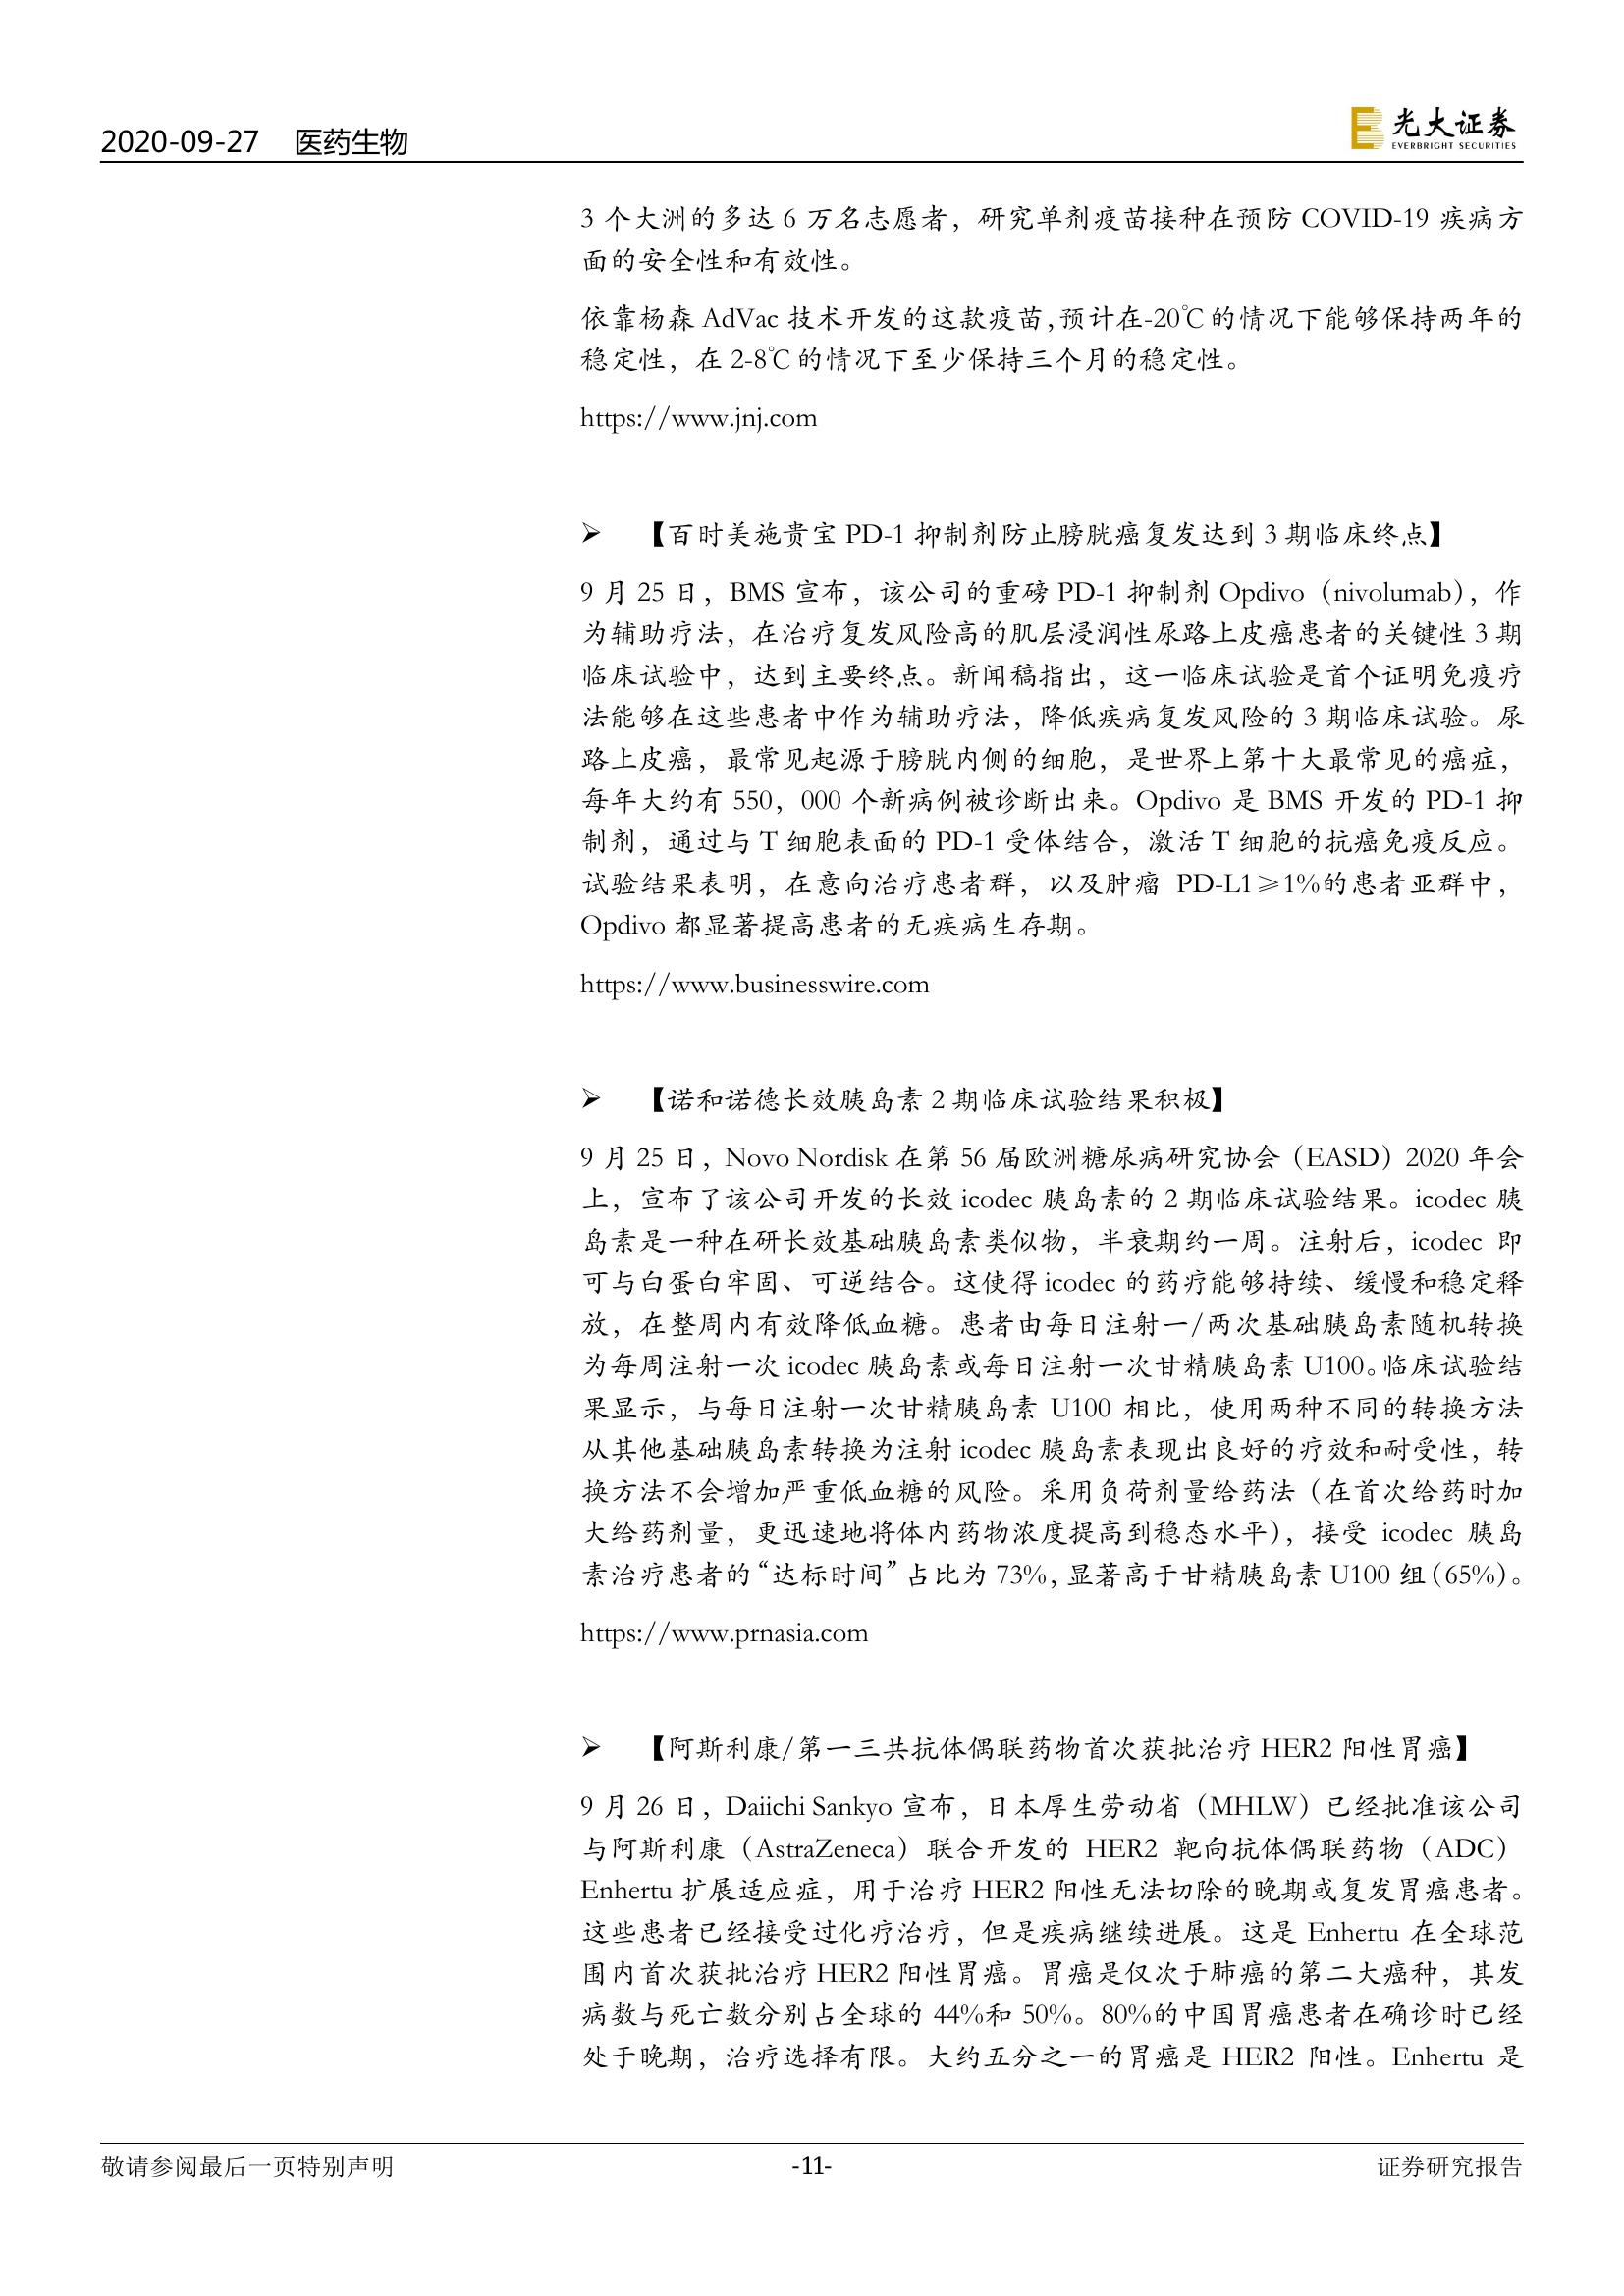 2020-09-27 医药生物
光大证券
EVERBRIGHT SECURITIES
3 个大洲的多达 6 万名志愿者，研究单剂疫苗接种在预防 COVID-19 疾病方
面的安全性和有效性。
依靠杨森 AdVac 技术开发的这款疫苗，预计在-20℃的情况下能够保持两年的
稳定性，在 2-8℃的情况下至少保持三个月的稳定性。
https://www.jnj.com
➢ 【百时美施贵宝 PD-1 抑制剂防止膀胱癌复发达到 3 期临床终点】
9 月 25 日，BMS 宣布，该公司的重磅 PD-1 抑制剂 Opdivo（nivolumab），作
为辅助疗法，在治疗复发风险高的肌层浸润性尿路上皮癌患者的关键性 3 期
临床试验中，达到主要终点。新闻稿指出，这一临床试验是首个证明免疫疗
法能够在这些患者中作为辅助疗法，降低疾病复发风险的 3 期临床试验。尿
路上皮癌，最常见起源于膀胱内侧的细胞，是世界上第十大最常见的癌症，
每年大约有 550，000 个新病例被诊断出来。Opdivo 是 BMS 开发的 PD-1 抑
制剂，通过与 T 细胞表面的 PD-1 受体结合，激活 T 细胞的抗癌免疫反应。
试验结果表明，在意向治疗患者群，以及肿瘤 PD-L1≥1%的患者亚群中，
Opdivo 都显著提高患者的无疾病生存期。
https://www.businesswire.com
➢ 【诺和诺德长效胰岛素 2 期临床试验结果积极】
9 月 25 日，Novo Nordisk 在第 56 届欧洲糖尿病研究协会（EASD）2020 年会
上，宣布了该公司开发的长效 icodec 胰岛素的 2 期临床试验结果。icodec 胰
岛素是一种在研长效基础胰岛素类似物，半衰期约一周。注射后，icodec 即
可与白蛋白牢固、可逆结合。这使得 icodec 的药疗能够持续、缓慢和稳定释
放，在整周内有效降低血糖。患者由每日注射一/两次基础胰岛素随机转换
为每周注射一次 icodec 胰岛素或每日注射一次甘精胰岛素 U100。临床试验结
果显示，与每日注射一次甘精胰岛素 U100 相比，使用两种不同的转换方法
从其他基础胰岛素转换为注射 icodec 胰岛素表现出良好的疗效和耐受性，转
换方法不会增加严重低血糖的风险。采用负荷剂量给药法（在首次给药时加
大给药剂量，更迅速地将体内药物浓度提高到稳态水平），接受 icodec 胰岛
素治疗患者的“达标时间”占比为 73%，显著高于甘精胰岛素 U100 组（65%）。
https://www.prnasia.com
➢ 【阿斯利康/第一三共抗体偶联药物首次获批治疗 HER2 阳性胃癌】
9 月 26 日，Daiichi Sankyo 宣布，日本厚生劳动省（MHLW）已经批准该公司
与阿斯利康（AstraZeneca）联合开发的 HER2 靶向抗体偶联药物（ADC）
Enhertu 扩展适应症，用于治疗 HER2 阳性无法切除的晚期或复发胃癌患者。
这些患者已经接受过化疗治疗，但是疾病继续进展。这是 Enhertu 在全球范
围内首次获批治疗 HER2 阳性胃癌。胃癌是仅次于肺癌的第二大癌种，其发
病数与死亡数分别占全球的 44%和 50%。80%的中国胃癌患者在确诊时已经
处于晚期，治疗选择有限。大约五分之一的胃癌是 HER2 阳性。Enhertu 是
敬请参阅最后一页特别声明
-11-
证券研究报告